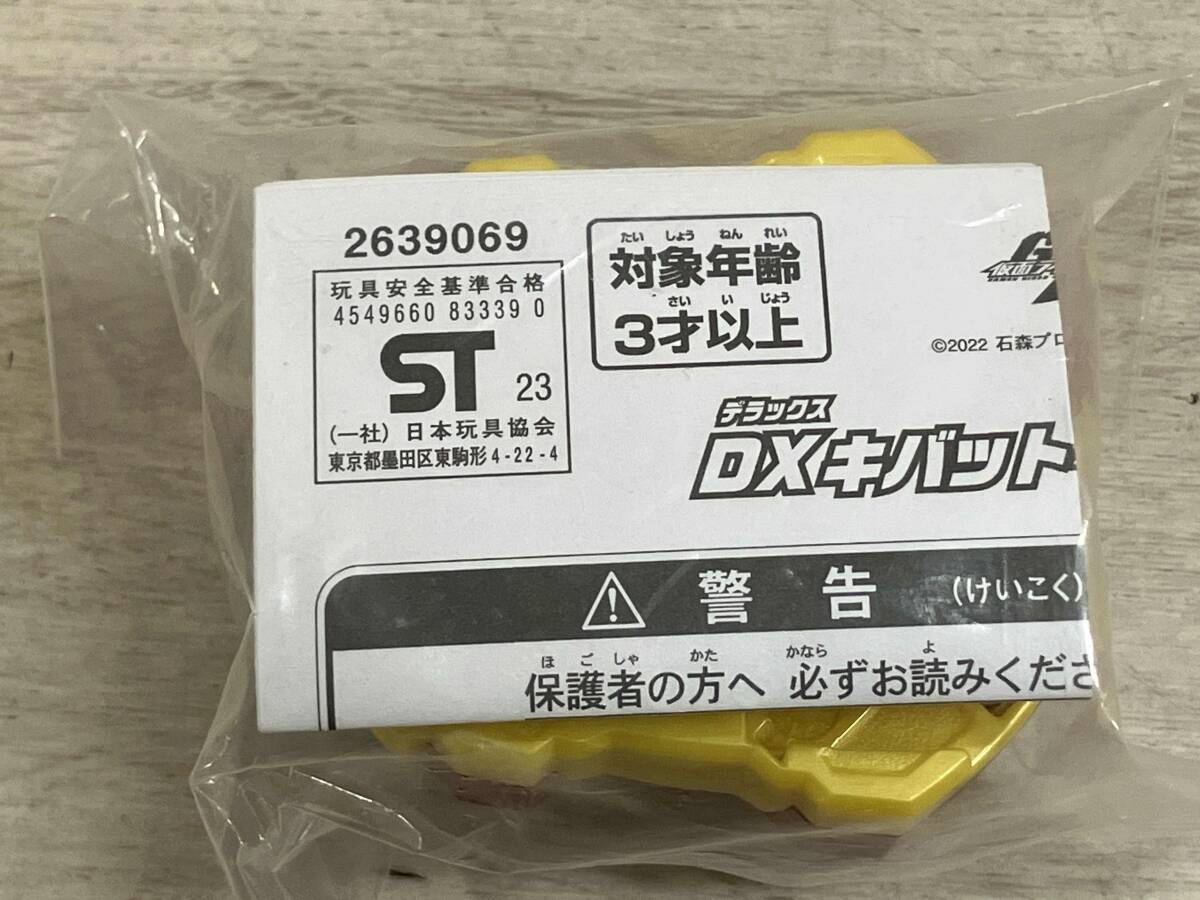 2639069
玩具安全基準合格
4549660 83339 0
ST 23
(一社) 日本玩具協会
東京都墨田区東駒形4-22-4
たい しょう ねん れい
対象年齢
さい い じょう
3才以上
仮面
©2022 石森プロ
デラックス
DXキバット
警告 (けいこく)
ほ ご しゃ かた かなら よ
保護者の方へ 必ずお読みくださ